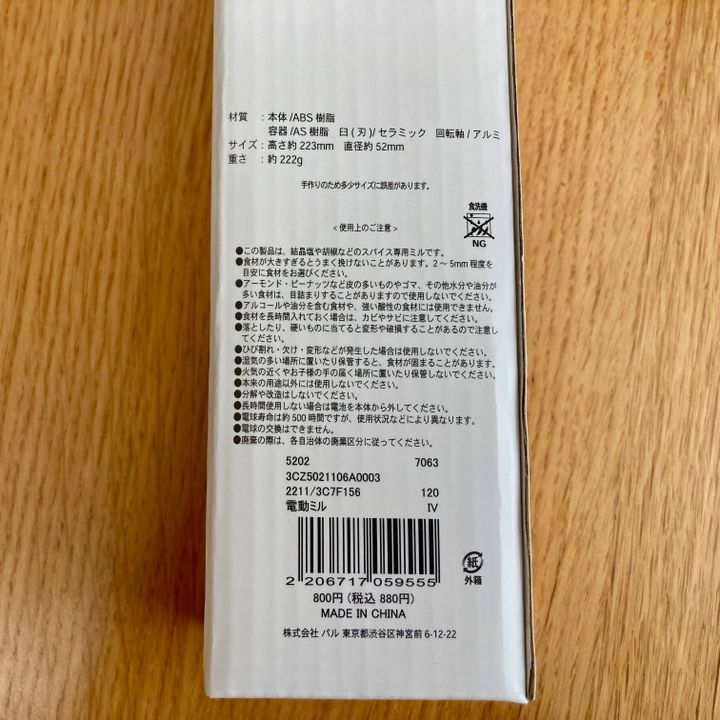 材質 ：本体/ABS樹脂
容器/AS樹脂 臼(刃)/セラミック 回転軸/アルミ
サイズ：高さ約223mm 直径約52mm
重さ ：約222g
手作りのため多少サイズに誤差があります。
食洗機
NG
＜使用上のご注意＞
●この製品は、結晶塩や胡椒などのスパイス専用ミルです。
●食材が大きすぎるとうまく挽けないことがあります。2～5mm程度を
目安に食材をお選びください。
●アーモンド・ピーナッツなど皮の多いものやゴマ、その他水分や油分が
多い食材は、目詰まりすることがありますので使用しないでください。
●アルコールや油分を含む食材や、強い酸性の食材には使用できません。
●食材を長時間入れておく場合は、カビやサビに注意してください。
●落としたり、硬いものに当てると変形や破損することがあるので注意し
てください。
●ひび割れ・欠け・変形などが発生した場合は使用しないでください。
●湿気の多い場所に置いたり保管すると、食材が固まることがあります。
●火気の近くやお子様の手の届く場所に置いたり保管しないでください。
●本来の用途以外には使用しないでください。
●分解や改造はしないでください。
●長時間使用しない場合は電池を本体から外してください。
●電球寿命は約500時間ですが、使用状況などにより異なります。
●電球の交換はできません。
●廃棄の際は、各自治体の廃棄区分に従ってください。
5202 7063
3CZ5021106A0003
2211/3C7F156 120
電動ミル IV
2 206717 059555
紙
外箱
800円(税込 880円)
MADE IN CHINA
株式会社 パル 東京都渋谷区神宮前 6-12-22